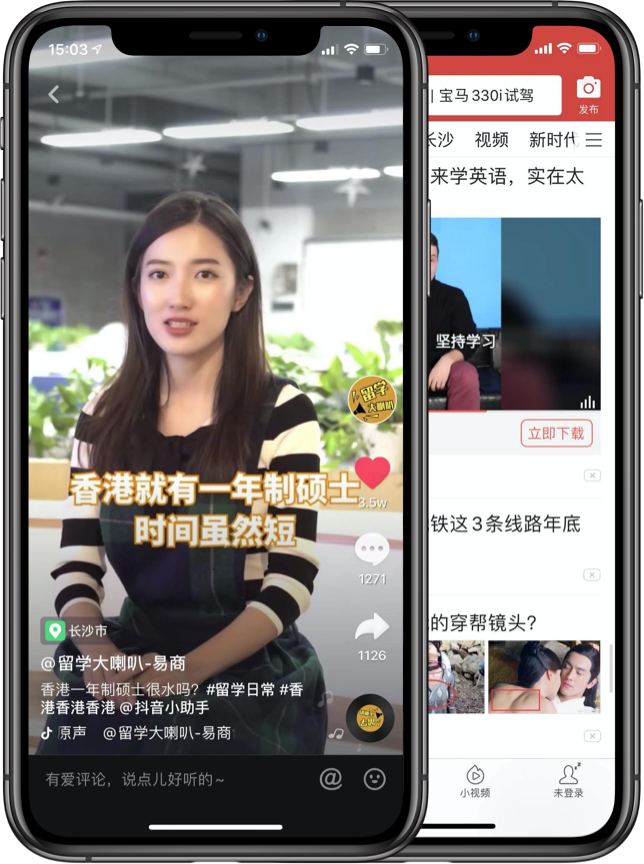 15:03
留学
大喇叭
香港就有一年制硕士
时间虽然短
3.5w
1271
1126
长沙市
@留学大喇叭-易商
香港一年制硕士很水吗？#留学日常 #香
港香港香港 @抖音小助手
原声 @留学大喇叭-易商
有爱评论，说点儿好听的～
宝马330i试驾
发布
长沙 视频 新时代
来学英语，实在太
坚持学习
立即下载
铁这3条线路年底
的穿帮镜头？
小视频
未登录